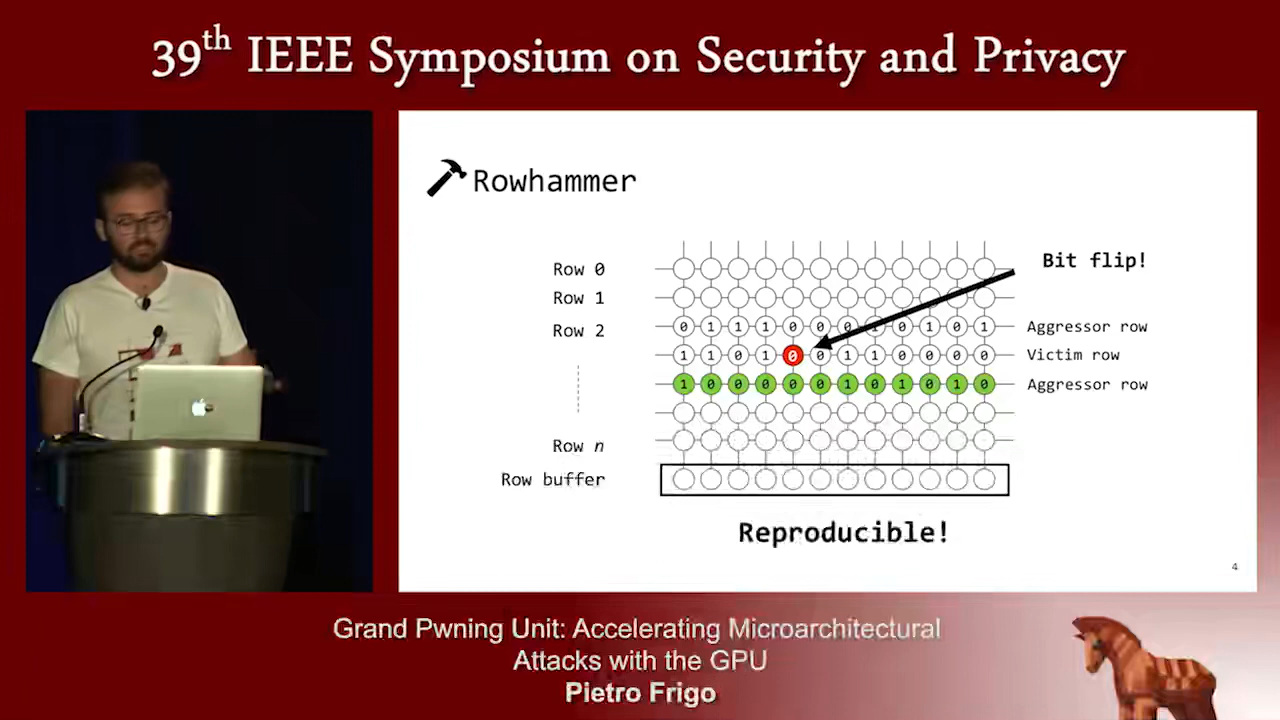 39th IEEE Symposium on Security and Privacy
Rowhammer
Bit flip!
Row 0
Row 1
Row 2
0 1 1 1 0 0 0 1 0 1 0 1
Aggressor row
1 1 0 1 0 0 1 1 0 0 0 0
Victim row
1 0 0 0 0 0 1 0 1 0 1 0
Aggressor row
Row n
Row buffer
Reproducible!
4
Grand Pwning Unit: Accelerating Microarchitectural
Attacks with the GPU
Pietro Frigo